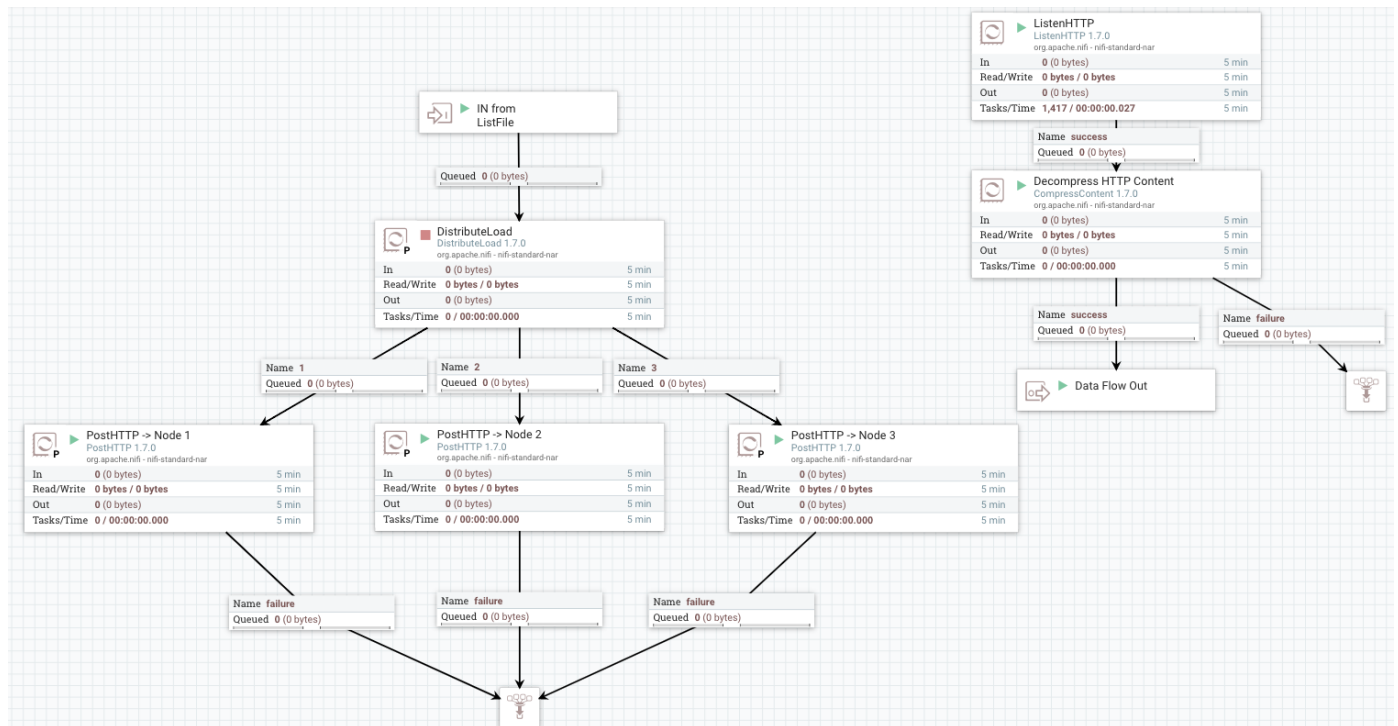 ListenHTTP
ListenHTTP 1.7.0
org.apache.nifi - nifi-standard-nar
In 0 (0 bytes) 5 min
Read/Write 0 bytes / 0 bytes 5 min
Out 0 (0 bytes) 5 min
Tasks/Time 1,417 / 00:00:00.027 5 min
Name success
Queued 0 (0 bytes)
Decompress HTTP Content
CompressContent 1.7.0
org.apache.nifi - nifi-standard-nar
In 0 (0 bytes) 5 min
Read/Write 0 bytes / 0 bytes 5 min
Out 0 (0 bytes) 5 min
Tasks/Time 0 / 00:00:00.000 5 min
Name success
Queued 0 (0 bytes)
Name failure
Queued 0 (0 bytes)
Data Flow Out
IN from
ListFile
Queued 0 (0 bytes)
DistributeLoad
DistributeLoad 1.7.0
org.apache.nifi - nifi-standard-nar
P
In 0 (0 bytes) 5 min
Read/Write 0 bytes / 0 bytes 5 min
Out 0 (0 bytes) 5 min
Tasks/Time 0 / 00:00:00.000 5 min
Name 1
Queued 0 (0 bytes)
Name 2
Queued 0 (0 bytes)
Name 3
Queued 0 (0 bytes)
PostHTTP -> Node 1
PostHTTP 1.7.0
org.apache.nifi - nifi-standard-nar
P
In 0 (0 bytes) 5 min
Read/Write 0 bytes / 0 bytes 5 min
Out 0 (0 bytes) 5 min
Tasks/Time 0 / 00:00:00.000 5 min
PostHTTP -> Node 2
PostHTTP 1.7.0
org.apache.nifi - nifi-standard-nar
P
In 0 (0 bytes) 5 min
Read/Write 0 bytes / 0 bytes 5 min
Out 0 (0 bytes) 5 min
Tasks/Time 0 / 00:00:00.000 5 min
PostHTTP -> Node 3
PostHTTP 1.7.0
org.apache.nifi - nifi-standard-nar
P
In 0 (0 bytes) 5 min
Read/Write 0 bytes / 0 bytes 5 min
Out 0 (0 bytes) 5 min
Tasks/Time 0 / 00:00:00.000 5 min
Name failure
Queued 0 (0 bytes)
Name failure
Queued 0 (0 bytes)
Name failure
Queued 0 (0 bytes)